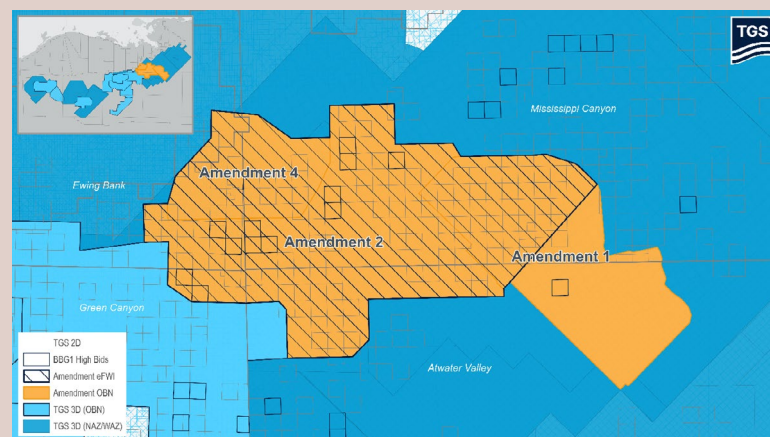 TGS
Mississippi Canyon
Amendment 4
Ewing Bank
Amendment 2
Amendment 1
Green Canyon
Atwater Valley
TGS 2D
BBG1 High Bids
Amendment eFWI
Amendment OBN
TGS 3D (OBN)
TGS 3D (NAZ/WAZ)